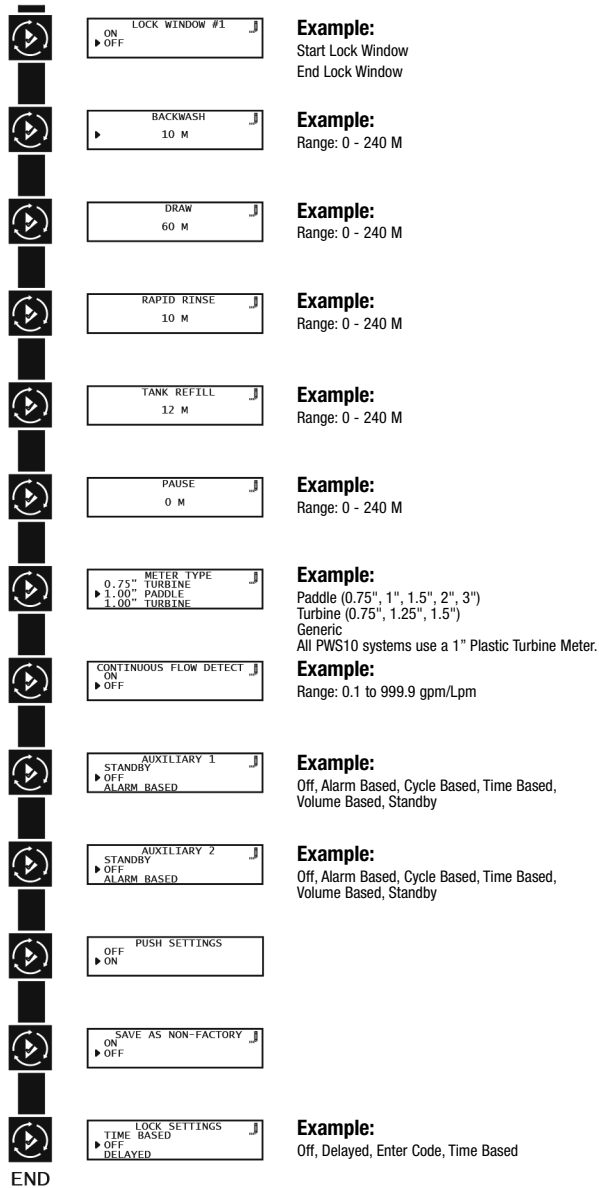 LOCK WINDOW #1
ON
OFF
Example:
Start Lock Window
End Lock Window
BACKWASH
10 M
Example:
Range: 0 - 240 M
DRAW
60 M
Example:
Range: 0 - 240 M
RAPID RINSE
10 M
Example:
Range: 0 - 240 M
TANK REFILL
12 M
Example:
Range: 0 - 240 M
PAUSE
0 M
Example:
Range: 0 - 240 M
METER TYPE
0.75" TURBINE
1.00" PADDLE
1.00" TURBINE
Example:
Paddle (0.75", 1", 1.5", 2", 3")
Turbine (0.75", 1.25", 1.5")
Generic
All PWS10 systems use a 1” Plastic Turbine Meter.
CONTINUOUS FLOW DETECT
ON
OFF
Example:
Range: 0.1 to 999.9 gpm/Lpm
AUXILIARY 1
STANDBY
OFF
ALARM BASED
Example:
Off, Alarm Based, Cycle Based, Time Based,
Volume Based, Standby
AUXILIARY 2
STANDBY
OFF
ALARM BASED
Example:
Off, Alarm Based, Cycle Based, Time Based,
Volume Based, Standby
PUSH SETTINGS
OFF
ON
SAVE AS NON-FACTORY
ON
OFF
LOCK SETTINGS
TIME BASED
OFF
DELAYED
Example:
Off, Delayed, Enter Code, Time Based
END